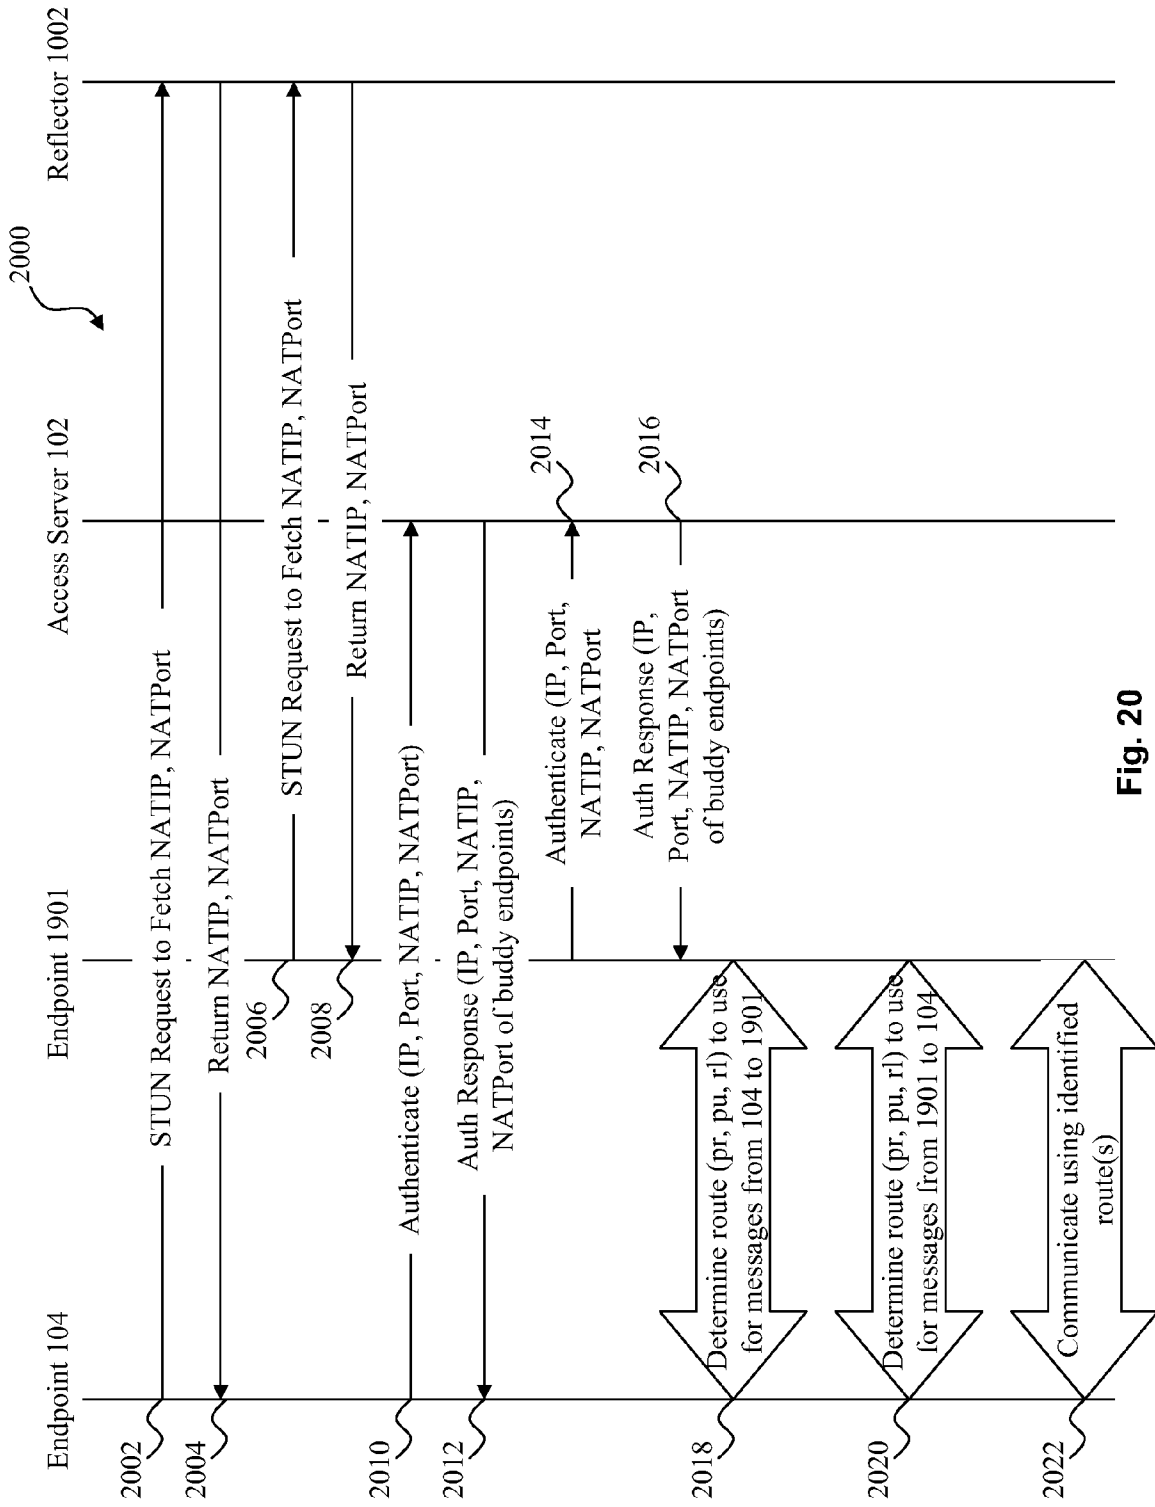 2000
Endpoint 104
Endpoint 1901
Access Server 102
Reflector 1002
2002
STUN Request to Fetch NATIP, NATPort
2004
Return NATIP, NATPort
2006
STUN Request to Fetch NATIP, NATPort
2008
Return NATIP, NATPort
2010
Authenticate (IP, Port, NATIP, NATPort)
2012
Auth Response (IP, Port, NATIP,
NATPort of buddy endpoints)
2014
Authenticate (IP, Port,
NATIP, NATPort
2016
Auth Response (IP,
Port, NATIP, NATPort
of buddy endpoints)
2018
Determine route (pr, pu, rl) to use
for messages from 104 to 1901
2020
Determine route (pr, pu, rl) to use
for messages from 1901 to 104
2022
Communicate using identified
route(s)
Fig. 20